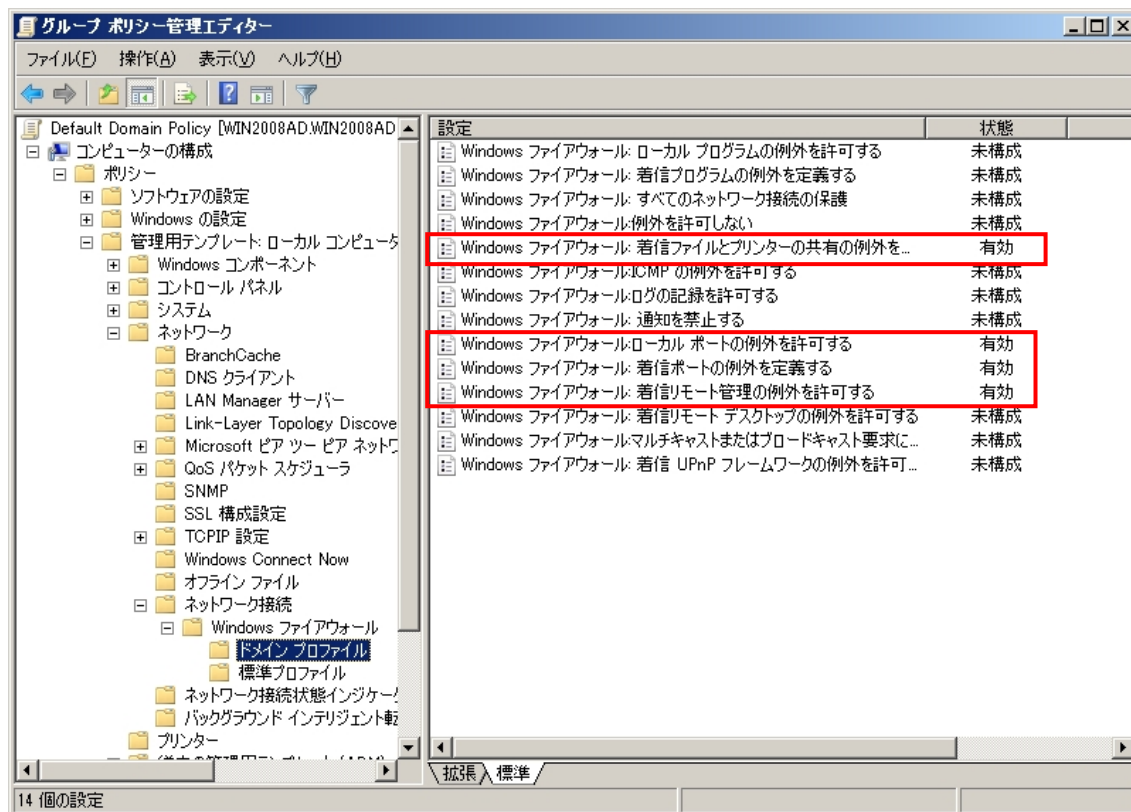 グループ ポリシー管理エディター
ファイル(F) 操作(A) 表示(V) ヘルプ(H)
Default Domain Policy [WIN2008AD.WIN2008AD
コンピューターの構成
ポリシー
ソフトウェアの設定
Windows の設定
管理用テンプレート: ローカル コンピュータ
Windows コンポーネント
コントロール パネル
システム
ネットワーク
BranchCache
DNS クライアント
LAN Manager サーバー
Link-Layer Topology Discove
Microsoft ピア ツー ピア ネットワ
QoS パケット スケジューラ
SNMP
SSL 構成設定
TCPIP 設定
Windows Connect Now
オフライン ファイル
ネットワーク接続
Windows ファイアウォール
ドメイン プロファイル
標準プロファイル
ネットワーク接続状態インジケータ
バックグラウンド インテリジェント転
プリンター
設定 状態
Windows ファイアウォール: ローカル プログラムの例外を許可する 未構成
Windows ファイアウォール: 着信プログラムの例外を定義する 未構成
Windows ファイアウォール: すべてのネットワーク接続の保護 未構成
Windows ファイアウォール:例外を許可しない 未構成
Windows ファイアウォール: 着信ファイルとプリンターの共有の例外を... 有効
Windows ファイアウォール:ICMP の例外を許可する 未構成
Windows ファイアウォール:ログの記録を許可する 未構成
Windows ファイアウォール: 通知を禁止する 未構成
Windows ファイアウォール:ローカル ポートの例外を許可する 有効
Windows ファイアウォール: 着信ポートの例外を定義する 有効
Windows ファイアウォール: 着信リモート管理の例外を許可する 有効
Windows ファイアウォール: 着信リモート デスクトップの例外を許可する 未構成
Windows ファイアウォール:マルチキャストまたはブロードキャスト要求に... 未構成
Windows ファイアウォール: 着信 UPnP フレームワークの例外を許可... 未構成
拡張 標準
14 個の設定